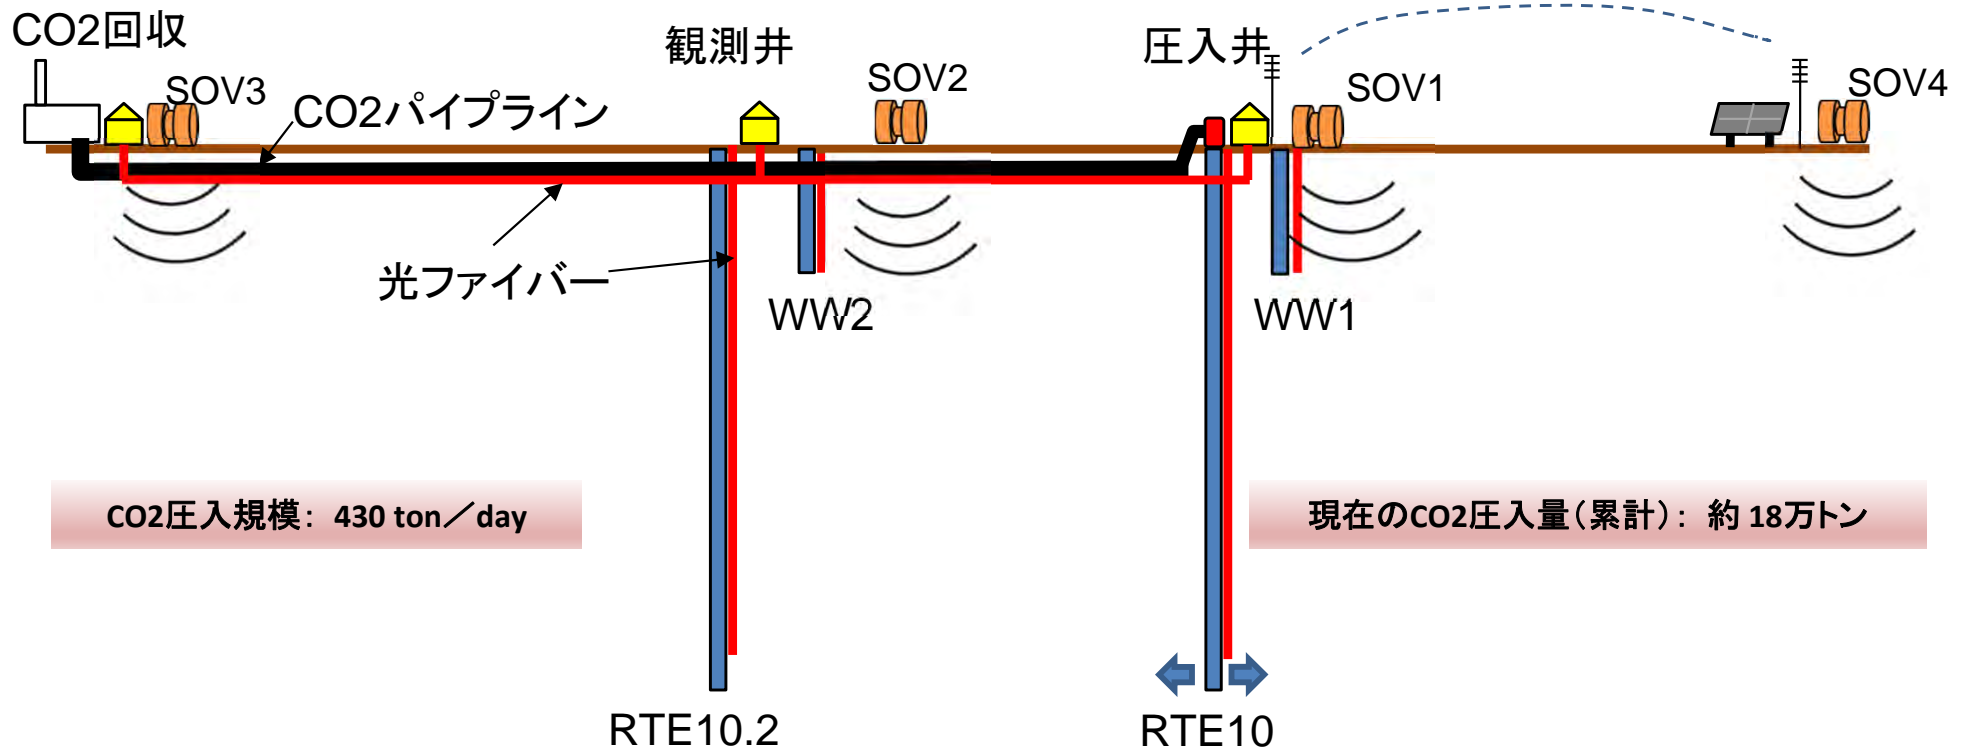 CO2回収
観測井
圧入井
SOV3
CO2パイプライン
SOV2
SOV1
SOV4
光ファイバー
WW2
WW1
CO2圧入規模： 430 ton／day
現在のCO2圧入量（累計）： 約 18万トン
RTE10.2
RTE10